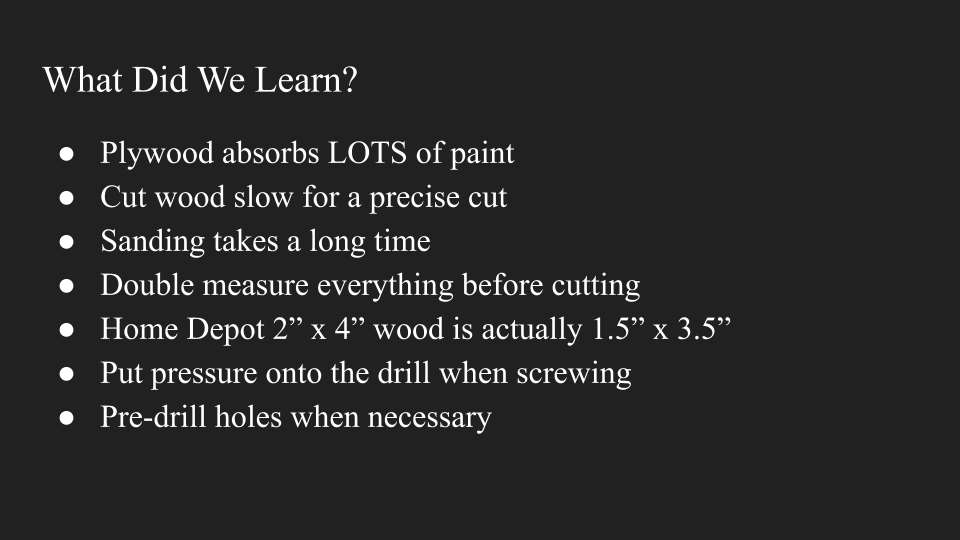 What Did We Learn?
● Plywood absorbs LOTS of paint
● Cut wood slow for a precise cut
● Sanding takes a long time
● Double measure everything before cutting
● Home Depot 2” x 4” wood is actually 1.5” x 3.5”
● Put pressure onto the drill when screwing
● Pre-drill holes when necessary